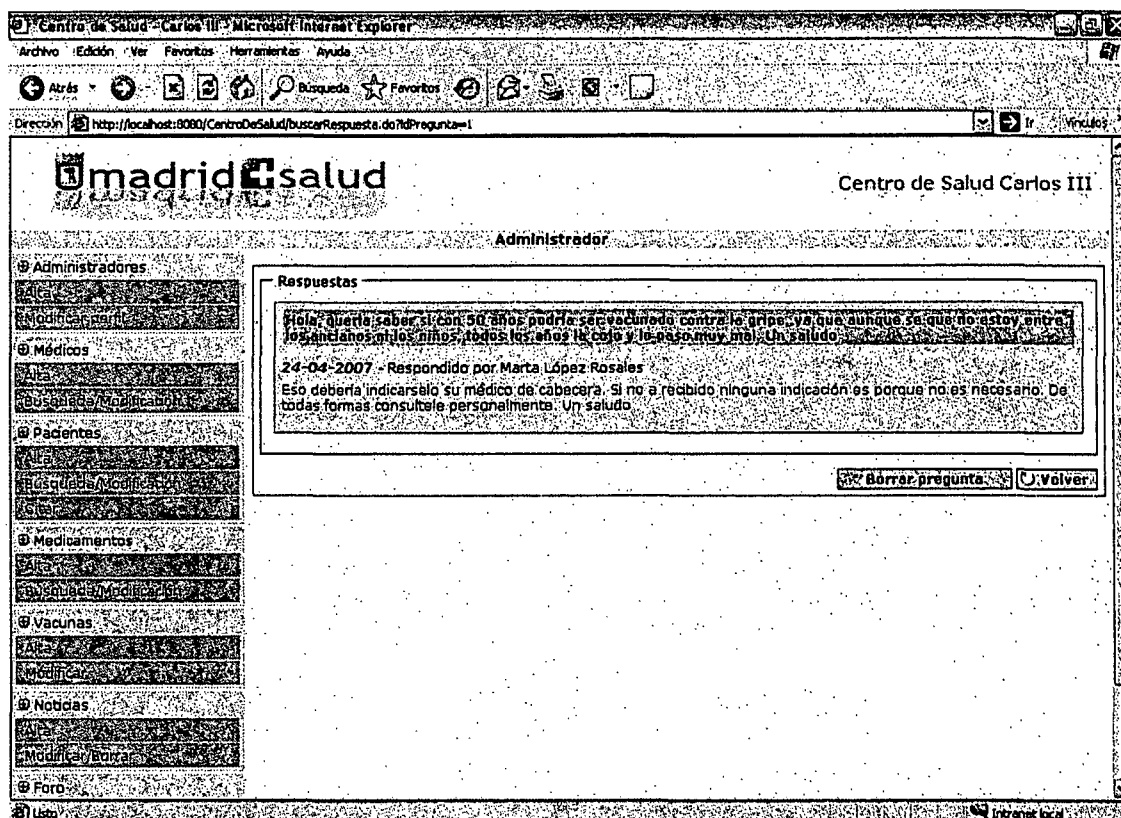 Centro de Salud - Carlos III - Microsoft Internet Explorer
Archivo Edición Ver Favoritos Herramientas Ayuda
Atrás Búsqueda Favoritos
Dirección http://localhost:8080/CentroDeSalud/buscarRespuesta.do?idPregunta=1 Ir Vínculos
madrid+salud
Centro de Salud Carlos III
Administrador
Administradores
Alta
Modificar perfil
Médicos
Alta
Búsqueda/Modificación
Pacientes
Alta
Búsqueda/Modificación
Citar
Medicamentos
Alta
Búsqueda/Modificación
Vacunas
Alta
Modificar
Noticias
Alta
Modificar/Borrar
Foro
Respuestas
Hola, quería saber si con 50 años podría ser vacunado contra la gripe, ya que aunque se que no estoy entre
los ancianos ni los niños, todos los años la cojo y lo paso muy mal. Un saludo
24-04-2007 - Respondido por Marta López Rosales
Eso debería indicarselo su médico de cabecera. Si no a recibido ninguna indicación es porque no es necesario. De
todas formas consultele personalmente. Un saludo
Borrar pregunta Volver
Listo Intranet local